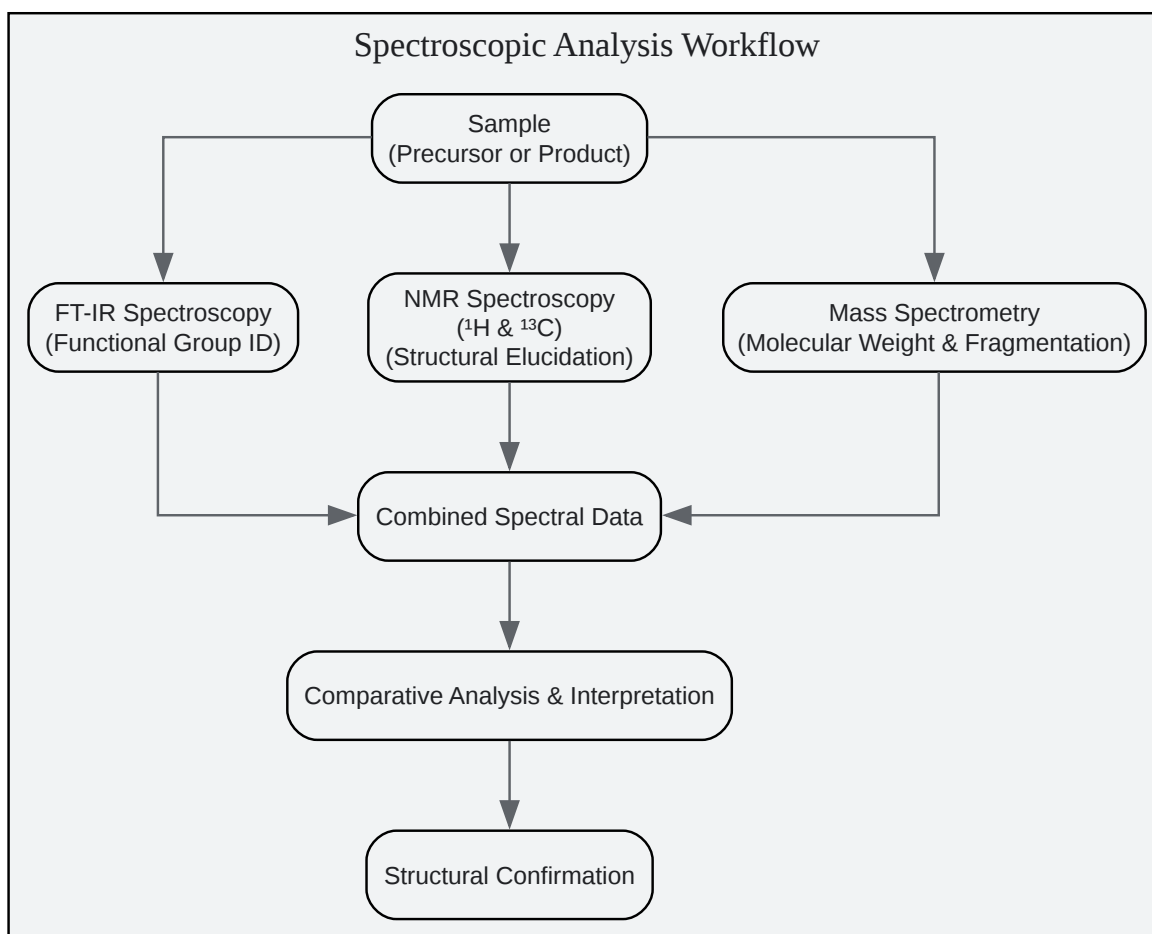 Spectroscopic Analysis Workflow
Sample
(Precursor or Product)
FT-IR Spectroscopy
(Functional Group ID)
NMR Spectroscopy
(¹H & ¹³C)
(Structural Elucidation)
Mass Spectrometry
(Molecular Weight & Fragmentation)
Combined Spectral Data
Comparative Analysis & Interpretation
Structural Confirmation